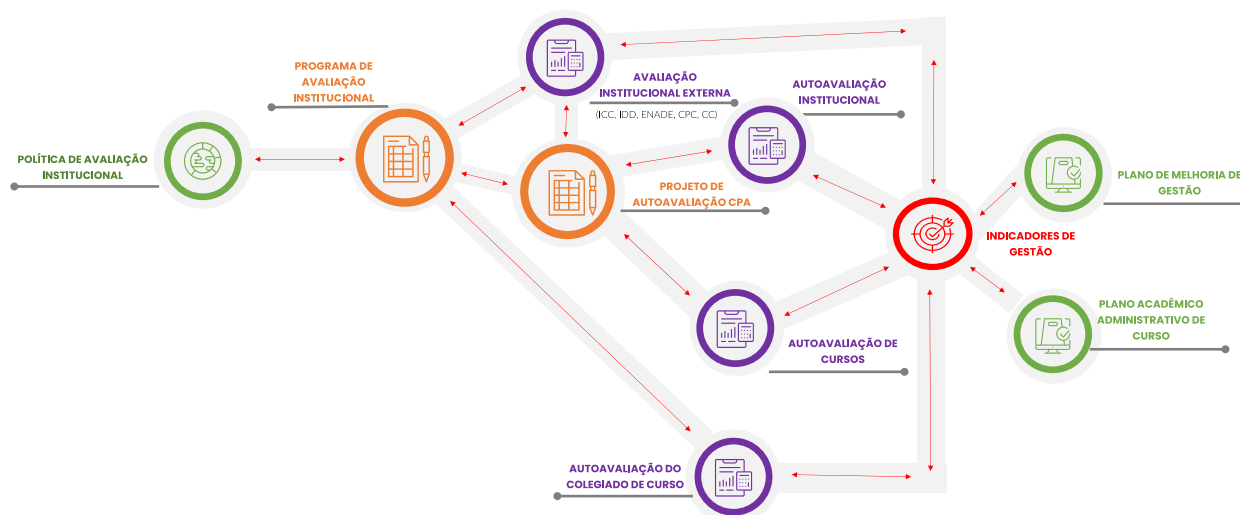 PROGRAMA DE
AVALIAÇÃO
INSTITUCIONAL
POLÍTICA DE AVALIAÇÃO
INSTITUCIONAL
AVALIAÇÃO
INSTITUCIONAL EXTERNA
(ICC, IDD, ENADE, CPC, CC)
AUTOAVALIAÇÃO
INSTITUCIONAL
PROJETO DE
AUTOAVALIAÇÃO CPA
INDICADORES DE
GESTÃO
PLANO DE MELHORIA DE
GESTÃO
PLANO ACADÊMICO
ADMINISTRATIVO DE
CURSO
AUTOAVALIAÇÃO DE
CURSOS
AUTOAVALIAÇÃO DO
COLEGIADO DE CURSO